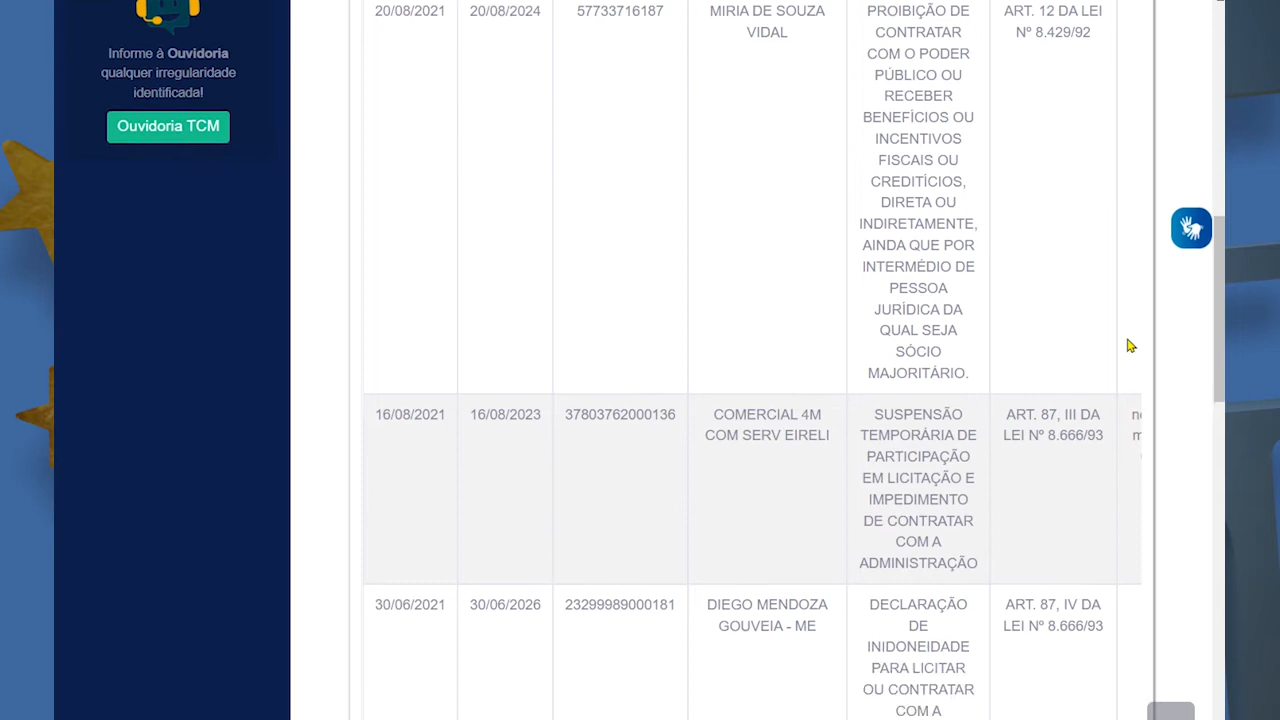 Informe à Ouvidoria
qualquer irregularidade
identificada!
Ouvidoria TCM
20/08/2021
20/08/2024
57733716187
MIRIA DE SOUZA
VIDAL
PROIBIÇÃO DE
CONTRATAR
COM O PODER
PÚBLICO OU
RECEBER
BENEFÍCIOS OU
INCENTIVOS
FISCAIS OU
CREDITÍCIOS,
DIRETA OU
INDIRETAMENTE,
AINDA QUE POR
INTERMÉDIO DE
PESSOA
JURÍDICA DA
QUAL SEJA
SÓCIO
MAJORITÁRIO.
ART. 12 DA LEI
Nº 8.429/92
16/08/2021
16/08/2023
37803762000136
COMERCIAL 4M
COM SERV EIRELI
SUSPENSÃO
TEMPORÁRIA DE
PARTICIPAÇÃO
EM LICITAÇÃO E
IMPEDIMENTO
DE CONTRATAR
COM A
ADMINISTRAÇÃO
ART. 87, III DA
LEI Nº 8.666/93
30/06/2021
30/06/2026
23299989000181
DIEGO MENDOZA
GOUVEIA - ME
DECLARAÇÃO
DE
INIDONEIDADE
PARA LICITAR
OU CONTRATAR
COM A
ART. 87, IV DA
LEI Nº 8.666/93